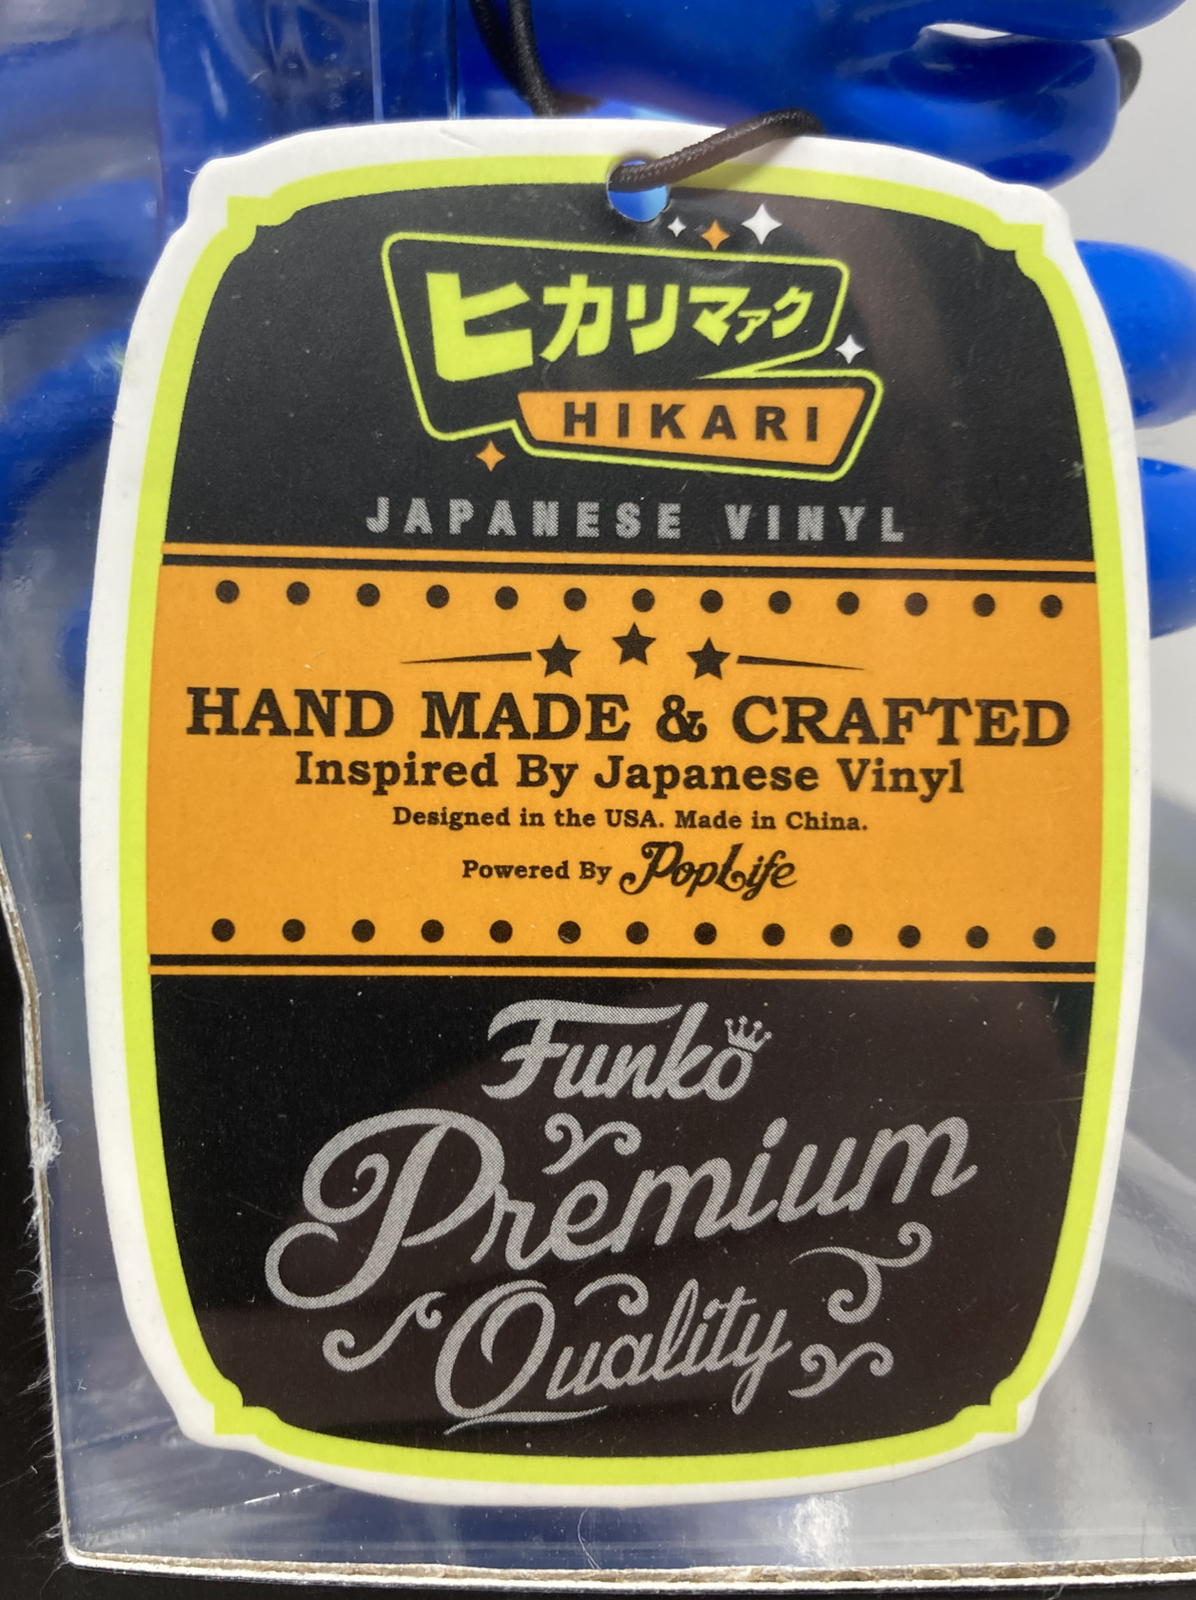 ヒカリマァク
HIKARI
JAPANESE VINYL
HAND MADE & CRAFTED
Inspired By Japanese Vinyl
Designed in the USA. Made in China.
Powered By PopLife
Funko
Premium
Quality